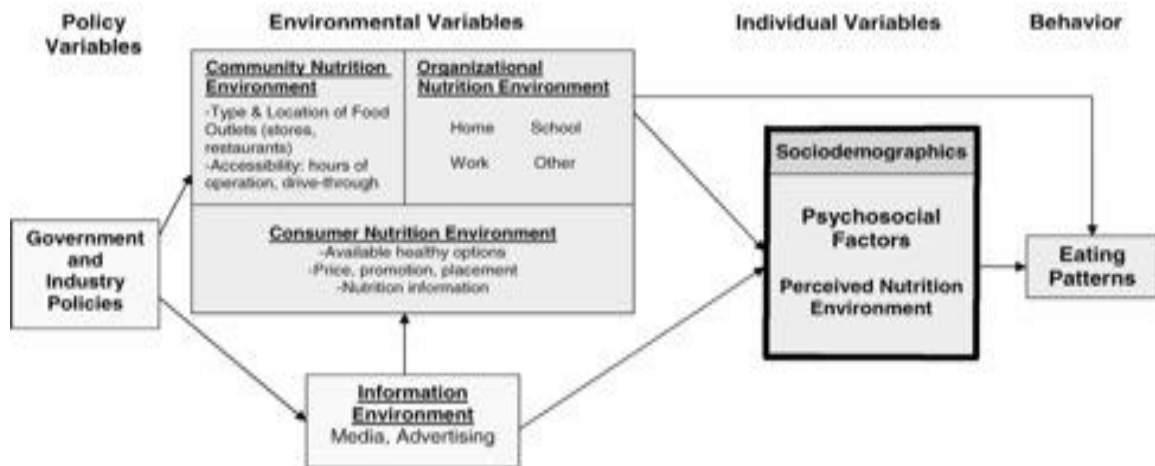 Policy
Variables
Environmental Variables
Individual Variables
Behavior
Community Nutrition
Environment
-Type & Location of Food
Outlets (stores,
restaurants)
-Accessibility: hours of
operation, drive-through
Organizational
Nutrition Environment
Home School
Work Other
Consumer Nutrition Environment
-Available healthy options
-Price, promotion, placement
-Nutrition information
Government
and
Industry
Policies
Information
Environment
Media, Advertising
Sociodemographics
Psychosocial
Factors
Perceived Nutrition
Environment
Eating
Patterns